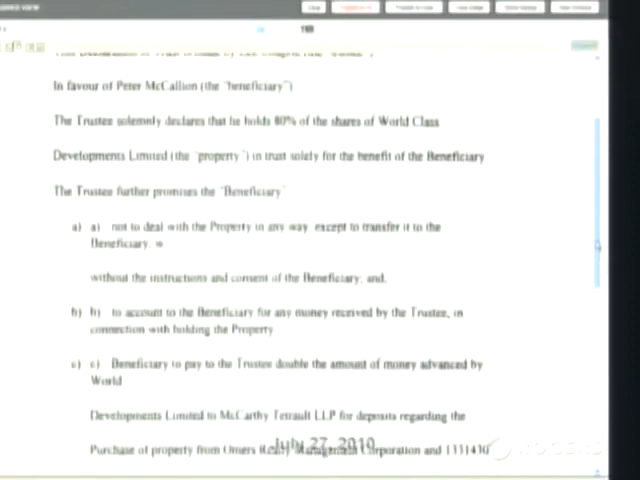 199
In favour of Peter McCallion (the "beneficiary")
The Trustee solemnly declares that he holds 80% of the shares of World Class
Developments Limited (the "property") in trust solely for the benefit of the Beneficiary
The Trustee further promises the "Beneficiary"
a) a) not to deal with the Property in any way except to transfer it to the
Beneficiary.
without the instructions and consent of the Beneficiary; and,
b) b) to account to the Beneficiary for any money received by the Trustee, in
connection with holding the Property
c) c) Beneficiary to pay to the Trustee double the amount of money advanced by
World
Developments Limited to McCarthy Tetrault LLP for deposits regarding the
July 27, 2010
Purchase of property from Omers Realty Management Corporation and 1331430
ROGERS